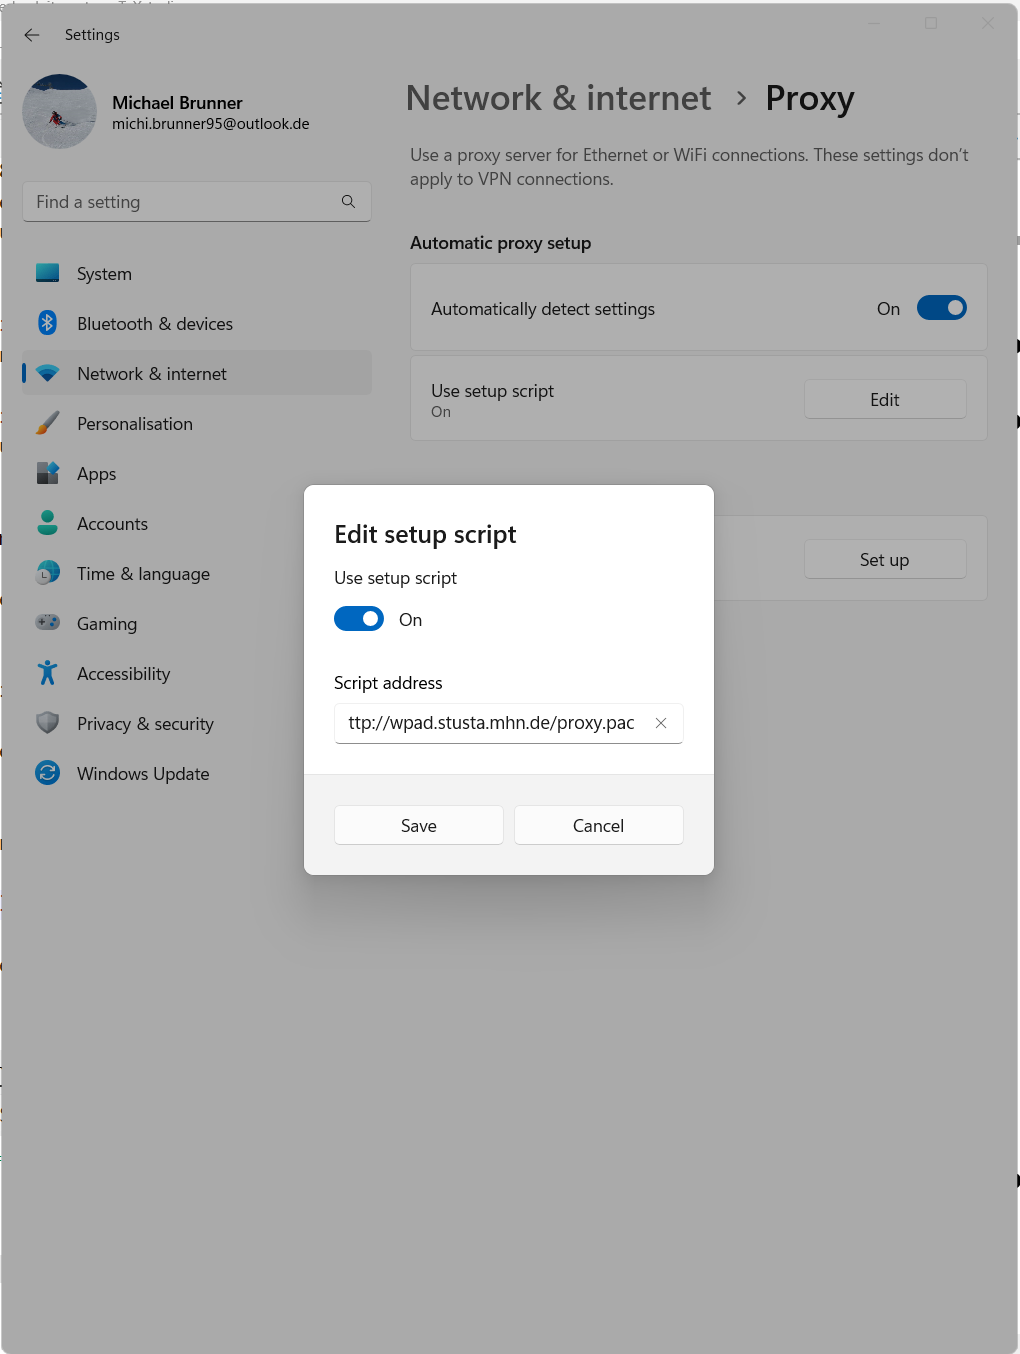 Settings
Michael Brunner
michi.brunner95@outlook.de
Find a setting
System
Bluetooth & devices
Network & internet
Personalisation
Apps
Accounts
Time & language
Gaming
Accessibility
Privacy & security
Windows Update
Network & internet > Proxy
Use a proxy server for Ethernet or WiFi connections. These settings don't
apply to VPN connections.
Automatic proxy setup
Automatically detect settings
On
Use setup script
On
Edit
Set up
Edit setup script
Use setup script
On
Script address
ttp://wpad.stusta.mhn.de/proxy.pac
Save
Cancel